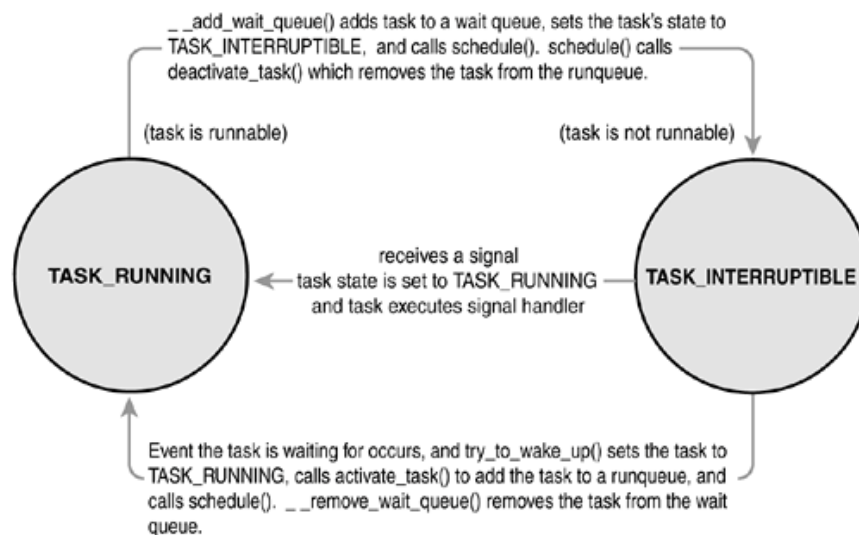 _ _add_wait_queue() adds task to a wait queue, sets the task's state to
TASK_INTERRUPTIBLE, and calls schedule(). schedule() calls
deactivate_task() which removes the task from the runqueue.
(task is runnable)
(task is not runnable)
TASK_RUNNING
receives a signal
task state is set to TASK_RUNNING
and task executes signal handler
TASK_INTERRUPTIBLE
Event the task is waiting for occurs, and try_to_wake_up() sets the task to
TASK_RUNNING, calls activate_task() to add the task to a runqueue, and
calls schedule(). _ _remove_wait_queue() removes the task from the wait
queue.